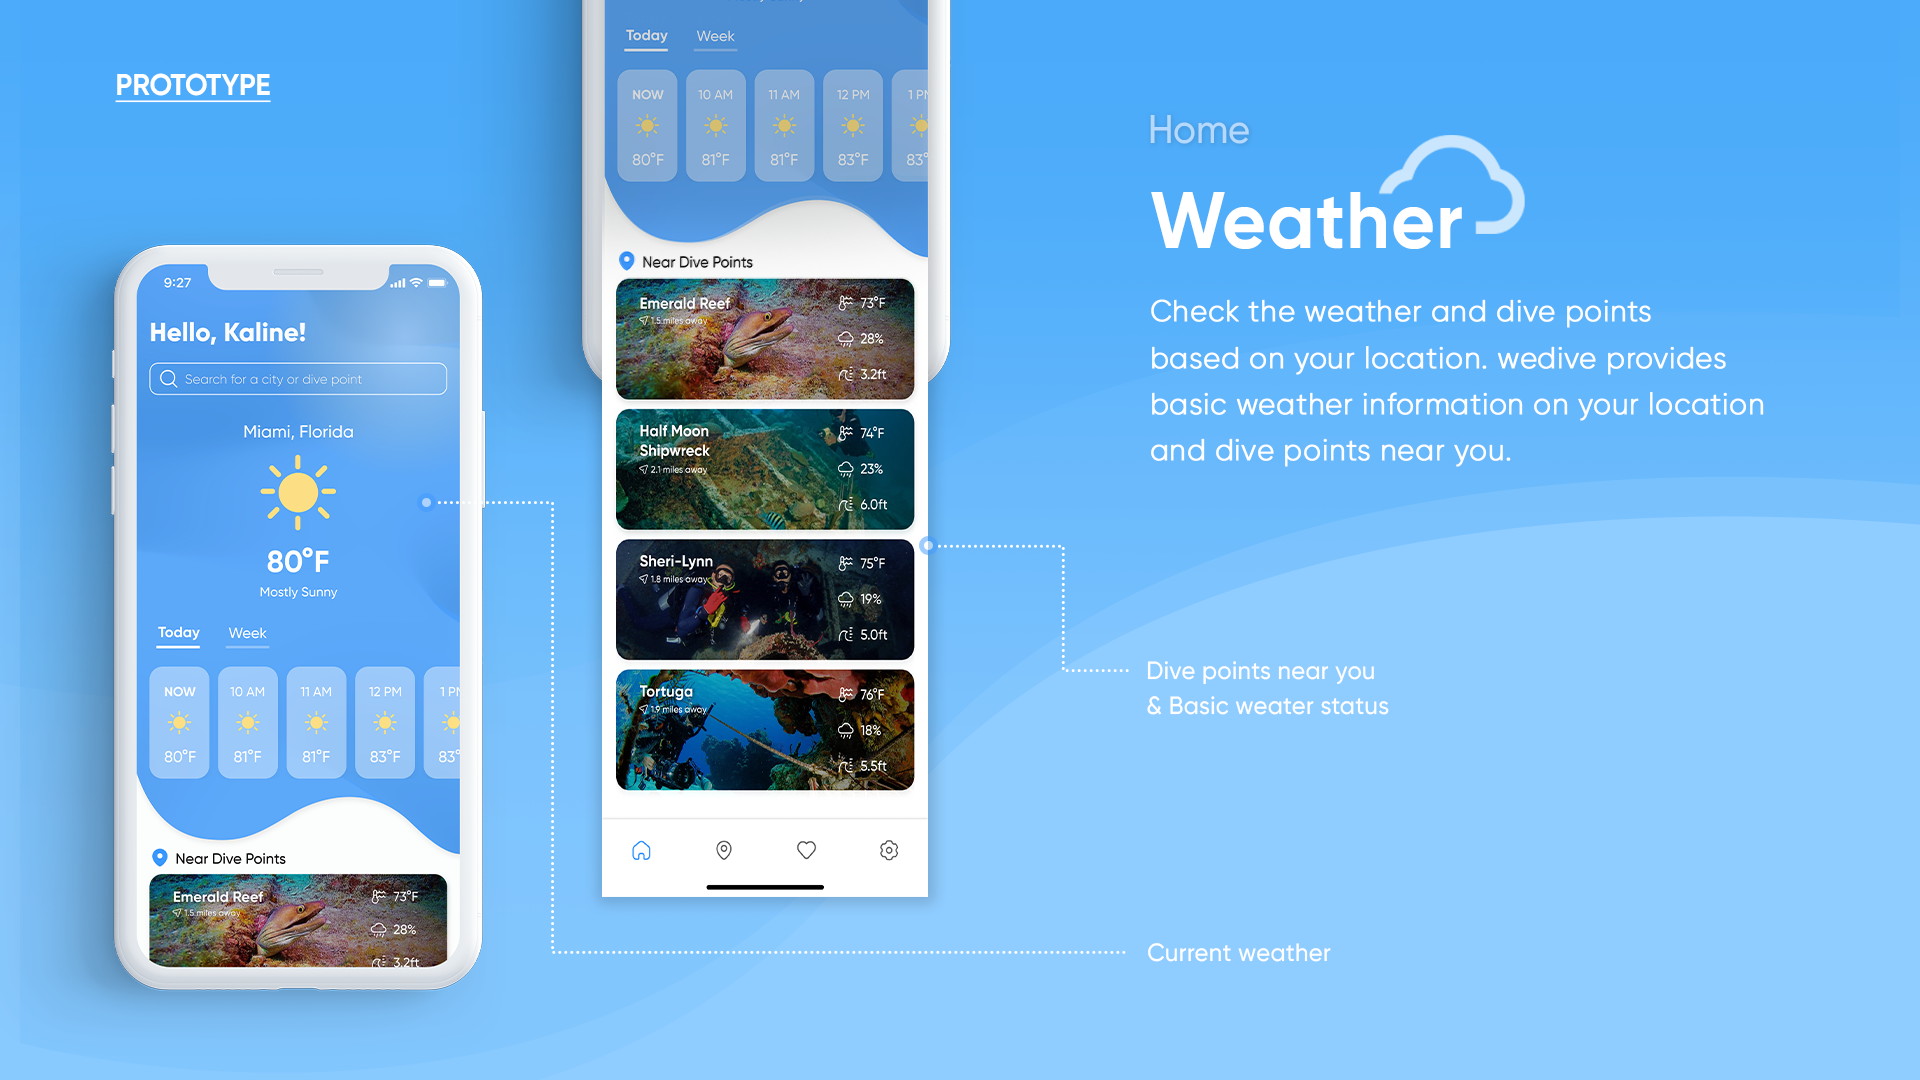 PROTOTYPE
9:27
Hello, Kaline!
Search for a city or dive point
Miami, Florida
80°F
Mostly Sunny
Today Week
NOW 10 AM 11 AM 12 PM
80°F 81°F 81°F 83°F 83°
Near Dive Points
Emerald Reef
1.5 miles away
73°F
28%
3.2ft
Today Week
NOW 10 AM 11 AM 12 PM
80°F 81°F 81°F 83°F 83°
Near Dive Points
Emerald Reef
1.5 miles away
73°F
28%
3.2ft
Half Moon
Shipwreck
2.1 miles away
74°F
23%
6.0ft
Sheri-Lynn
1.8 miles away
75°F
19%
5.0ft
Tortuga
1.9 miles away
76°F
18%
5.5ft
Home
Weather
Check the weather and dive points
based on your location. wedive provides
basic weather information on your location
and dive points near you.
Dive points near you
& Basic weater status
Current weather